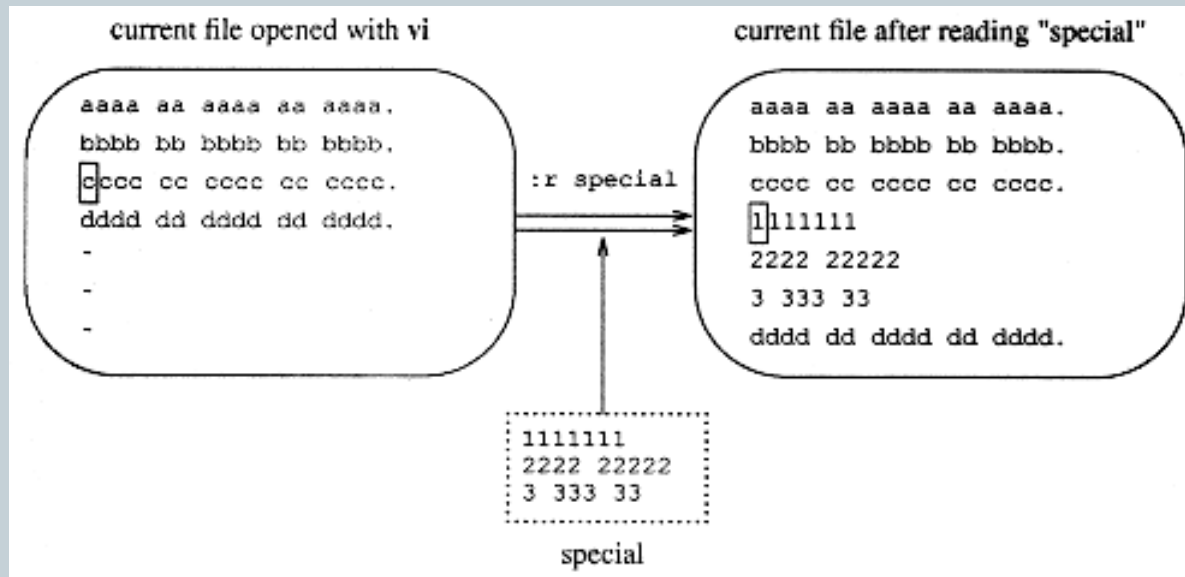 current file opened with vi
aaaa aa aaaa aa aaaa.
bbbb bb bbbb bb bbbb.
cccc cc cccc cc cccc.
dddd dd dddd dd dddd.
-
-
-
:r special
1111111
2222 22222
3 333 33
special
current file after reading "special"
aaaa aa aaaa aa aaaa.
bbbb bb bbbb bb bbbb.
cccc cc cccc cc cccc.
1111111
2222 22222
3 333 33
dddd dd dddd dd dddd.